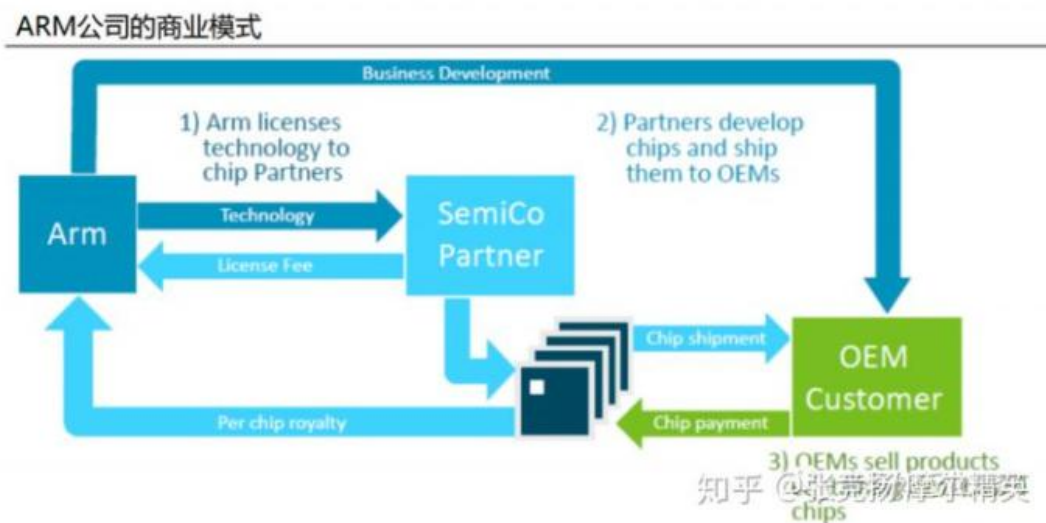 ARM公司的商业模式
Business Development
1) Arm licenses
technology to
chip Partners
2) Partners develop
chips and ship
them to OEMs
Arm
Technology
SemiCo
Partner
License Fee
Chip shipment
OEM
Customer
Per chip royalty
Chip payment
3) OEMs sell products
知乎
chips